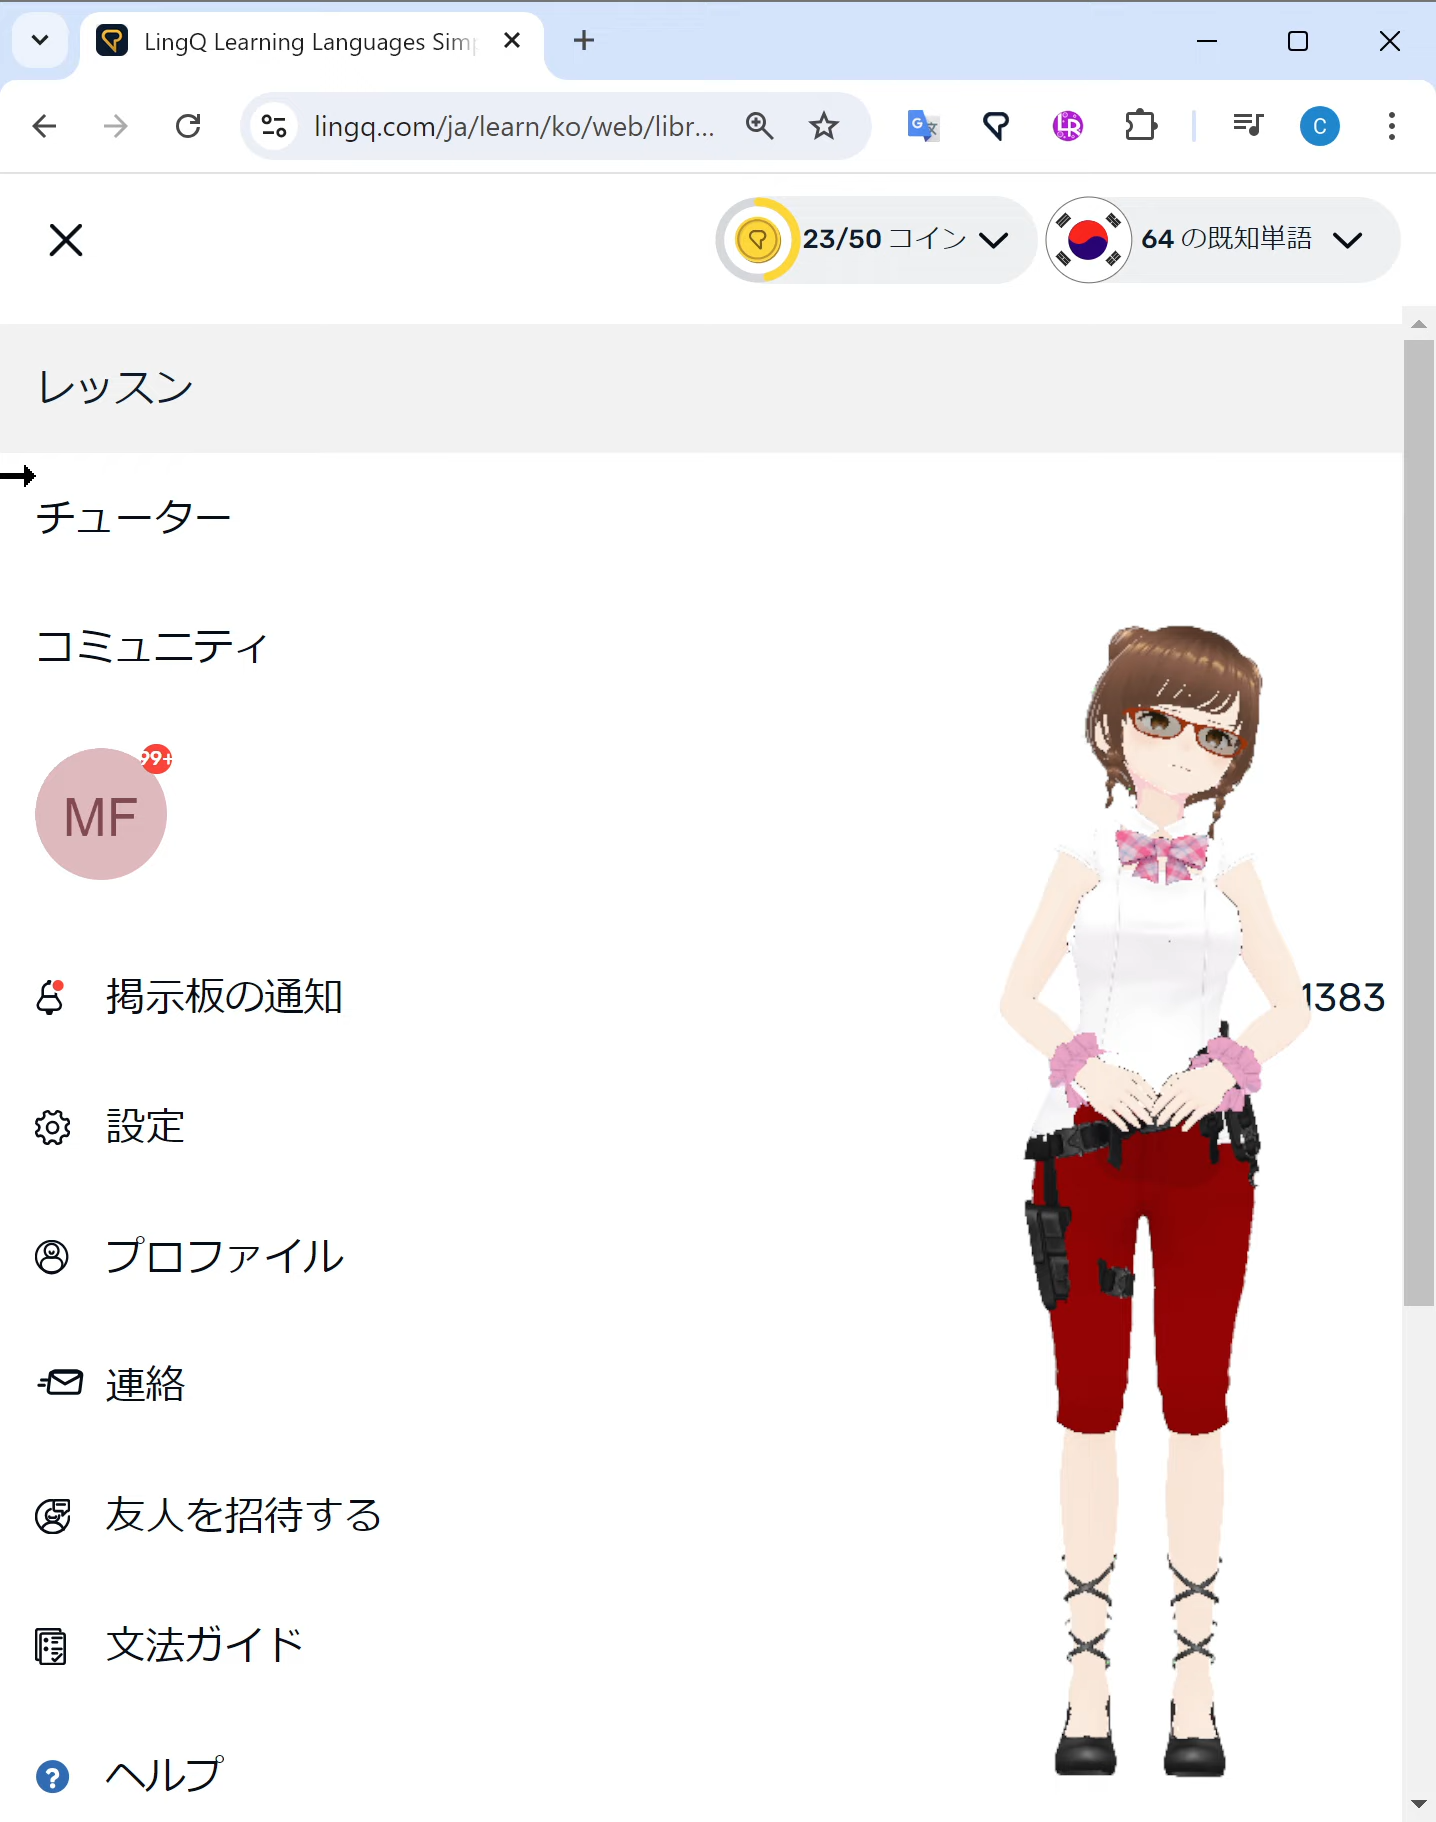 LingQ Learning Languages Sim
lingq.com/ja/learn/ko/web/libr...
C
23/50 コイン
64 の既知単語
レッスン
チューター
コミュニティ
99+
MF
掲示板の通知
1383
設定
プロファイル
連絡
友人を招待する
文法ガイド
ヘルプ